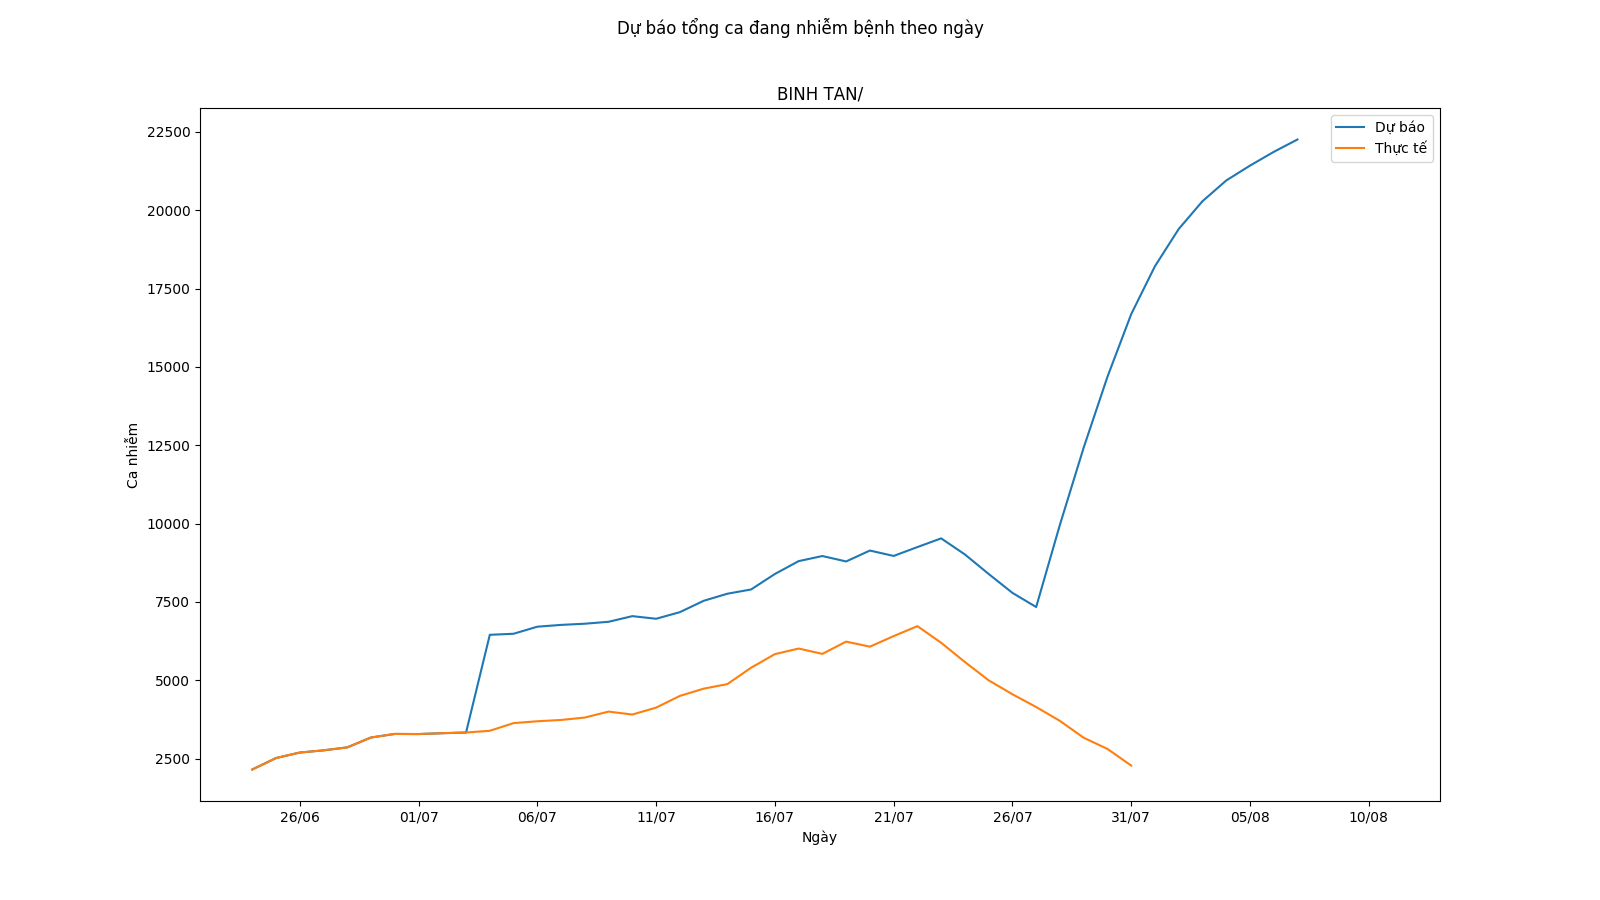 Dự báo tổng ca đang nhiễm bệnh theo ngày
BINH TAN/
Dự báo
Thực tế
22500
20000
17500
15000
12500
10000
7500
5000
2500
Ca nhiễm
26/06 01/07 06/07 11/07 16/07 21/07 26/07 31/07 05/08 10/08
Ngày